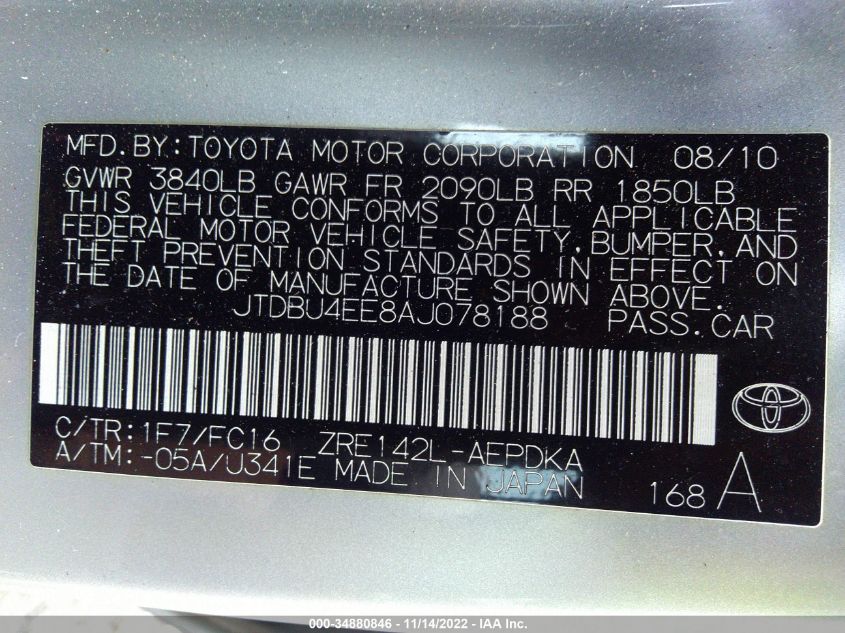 MFD.BY:TOYOTA MOTOR CORPORATION 08/10
GVWR 3840LB GAWR FR 2090LB RR 1850LB
THIS VEHICLE CONFORMS TO ALL APPLICABLE
FEDERAL MOTOR VEHICLE SAFETY,BUMPER,AND
THEFT PREVENTION STANDARDS IN EFFECT ON
THE DATE OF MANUFACTURE SHOWN ABOVE.
JTDBU4EE8AJ078188 PASS.CAR
C/TR:1F7/FC16 ZRE142L-AEPDKA
A/TM:-05A/U341E MADE IN JAPAN 168 A
000-34880846 - 11/14/2022 - IAA Inc.